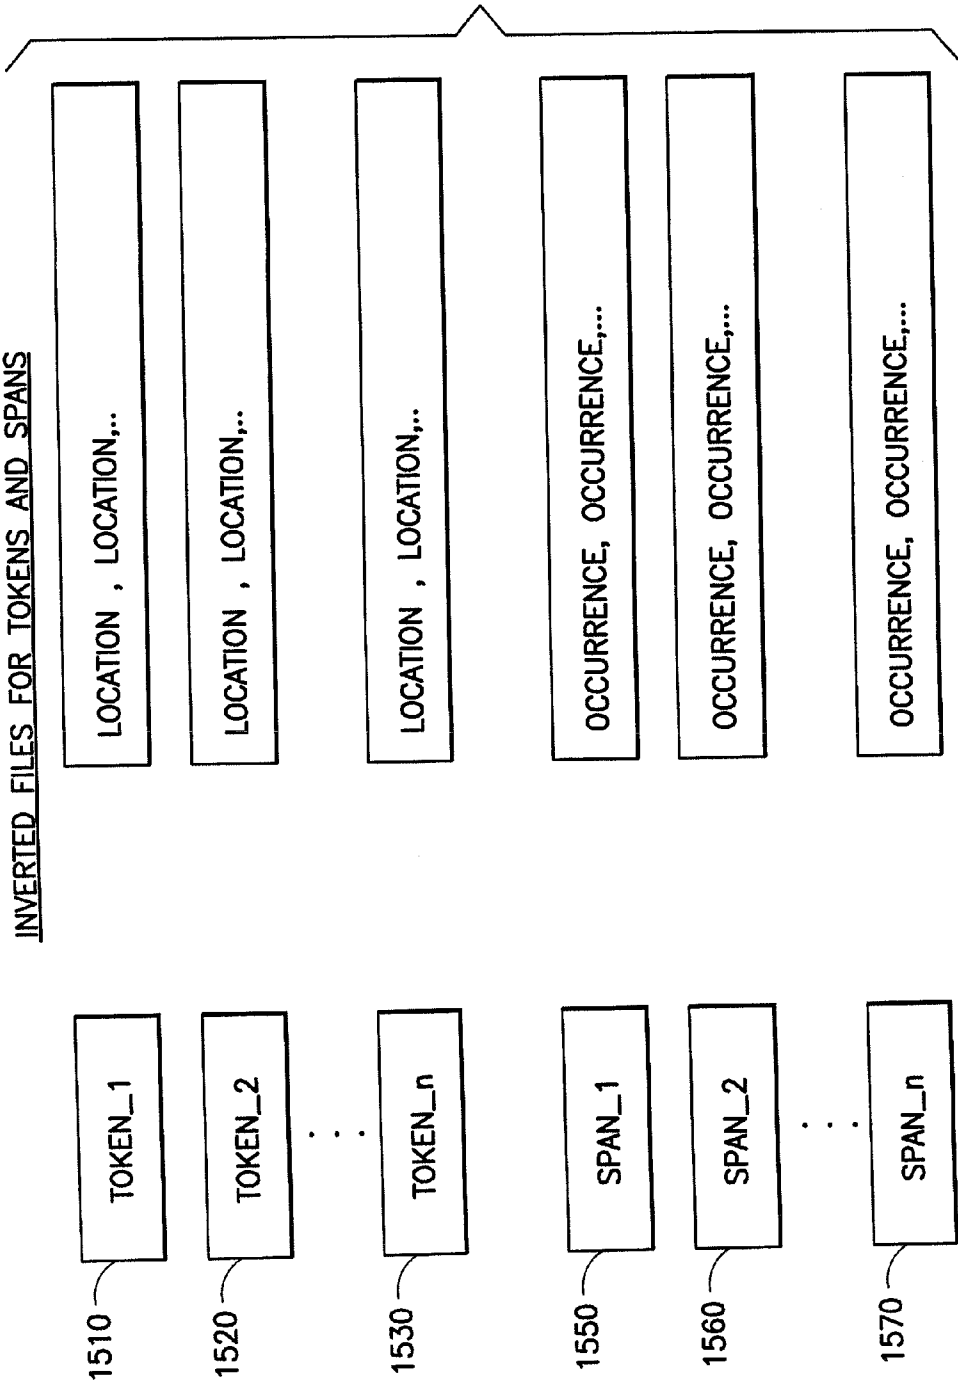 INVERTED FILES FOR TOKENS AND SPANS
1510 TOKEN_1 LOCATION , LOCATION,..
1520 TOKEN_2 LOCATION , LOCATION,..
. . .
1530 TOKEN_n LOCATION , LOCATION,..
1550 SPAN_1 OCCURRENCE, OCCURRENCE,...
1560 SPAN_2 OCCURRENCE, OCCURRENCE,...
. . .
1570 SPAN_n OCCURRENCE, OCCURRENCE,...